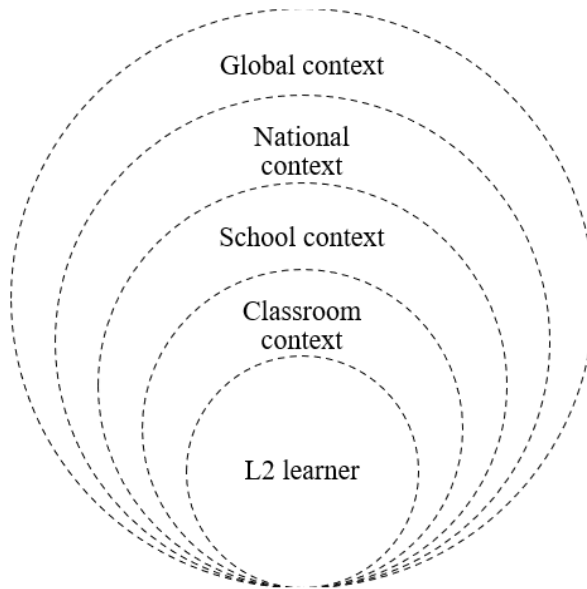 Global context
National
context
School context
Classroom
context
L2 learner